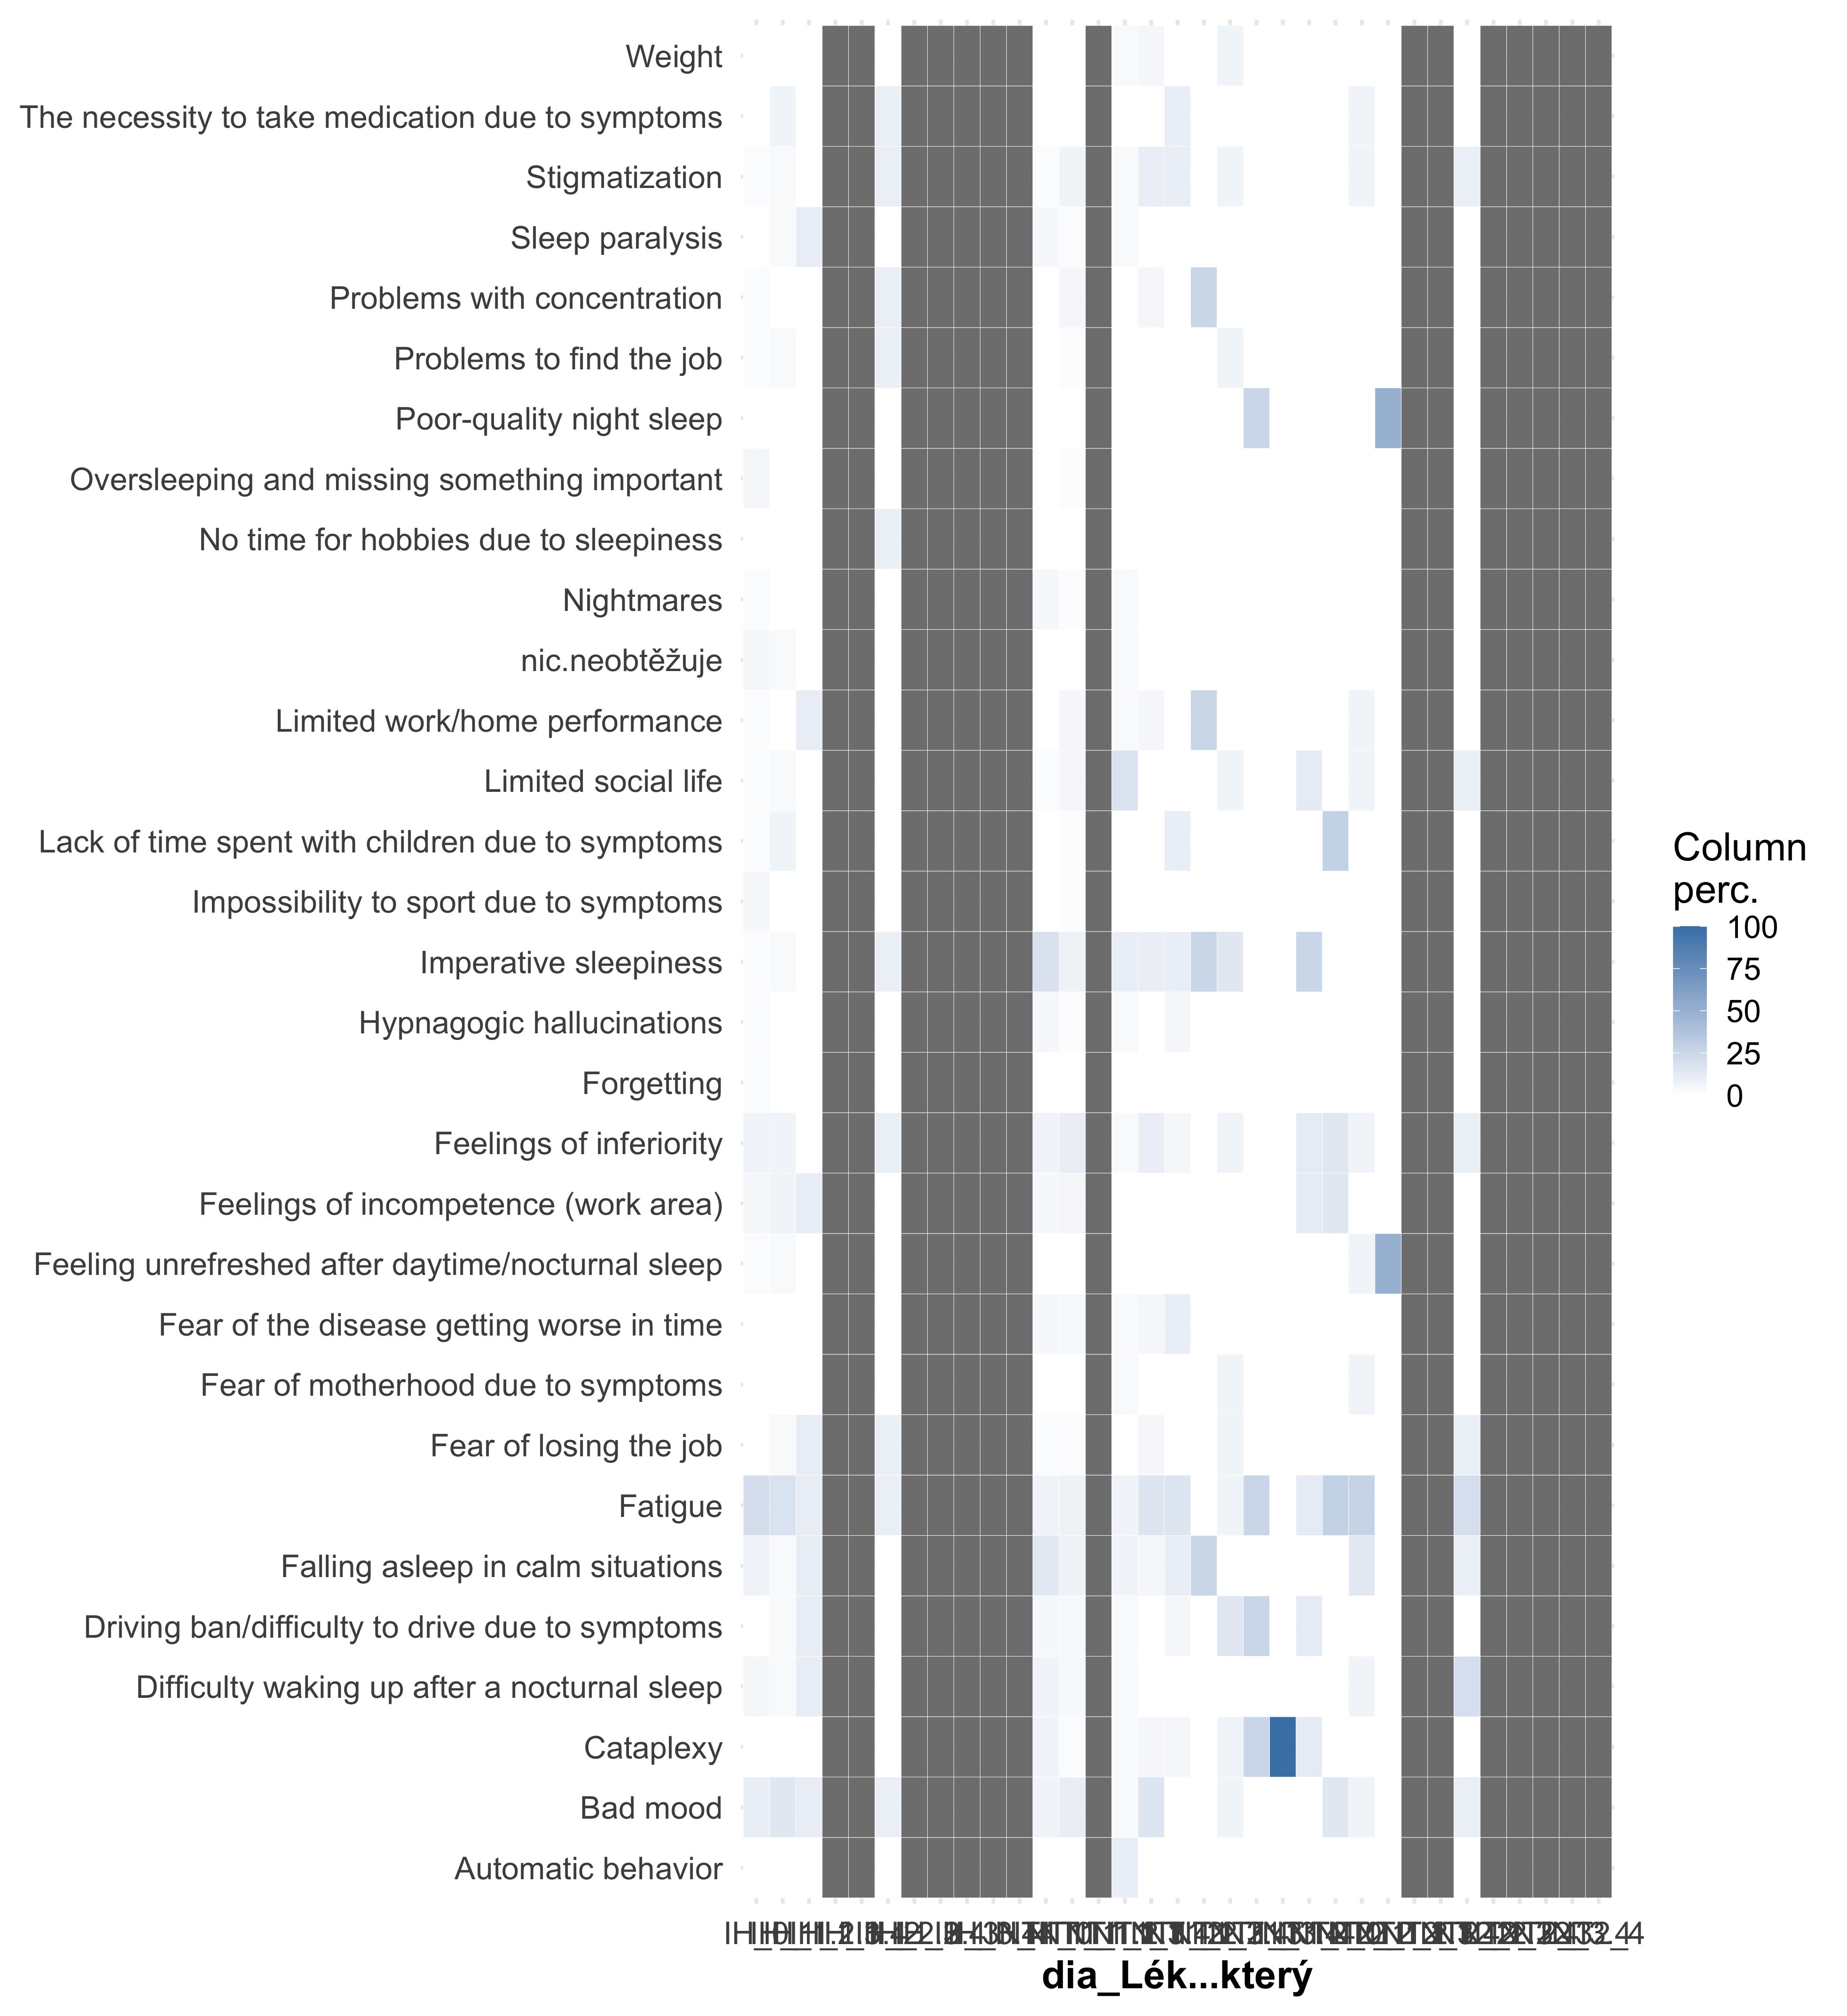 Weight
The necessity to take medication due to symptoms
Stigmatization
Sleep paralysis
Problems with concentration
Problems to find the job
Poor-quality night sleep
Oversleeping and missing something important
No time for hobbies due to sleepiness
Nightmares
nic.neobtěžuje
Limited work/home performance
Limited social life
Lack of time spent with children due to symptoms
Impossibility to sport due to symptoms
Imperative sleepiness
Hypnagogic hallucinations
Forgetting
Feelings of inferiority
Feelings of incompetence (work area)
Feeling unrefreshed after daytime/nocturnal sleep
Fear of the disease getting worse in time
Fear of motherhood due to symptoms
Fear of losing the job
Fatigue
Falling asleep in calm situations
Driving ban/difficulty to drive due to symptoms
Difficulty waking up after a nocturnal sleep
Cataplexy
Bad mood
Automatic behavior
dia_Lék...který
Column
perc.
100
75
50
25
0